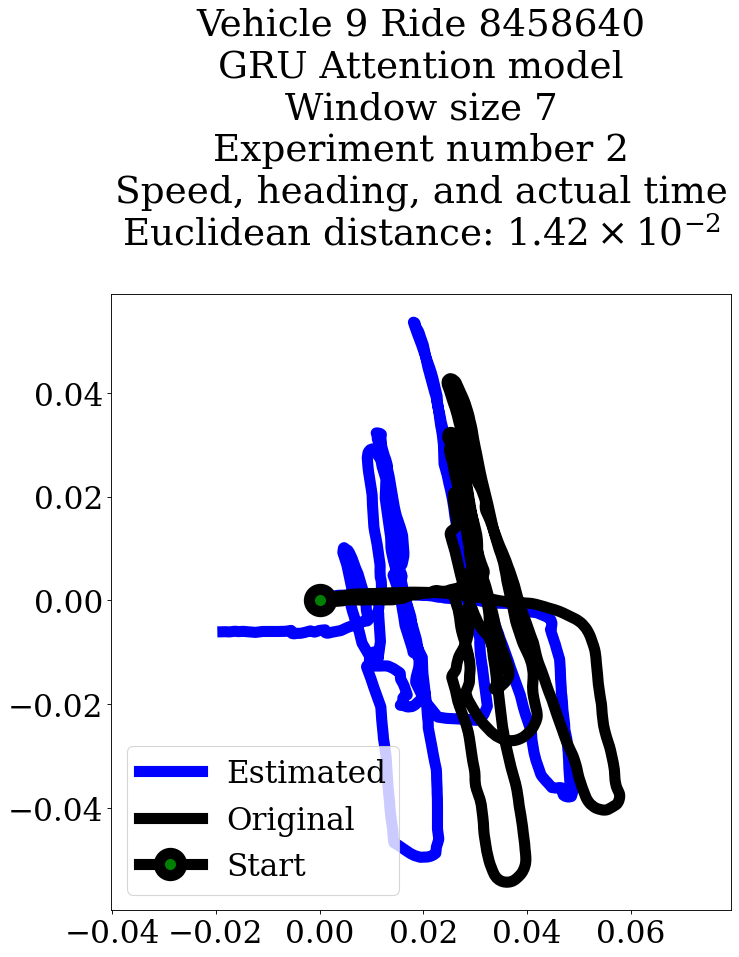 Vehicle 9 Ride 8458640
GRU Attention model
Window size 7
Experiment number 2
Speed, heading, and actual time
Euclidean distance: 1.42 × 10⁻²
0.04
0.02
0.00
−0.02
−0.04
Estimated
Original
Start
−0.04 −0.02 0.00 0.02 0.04 0.06